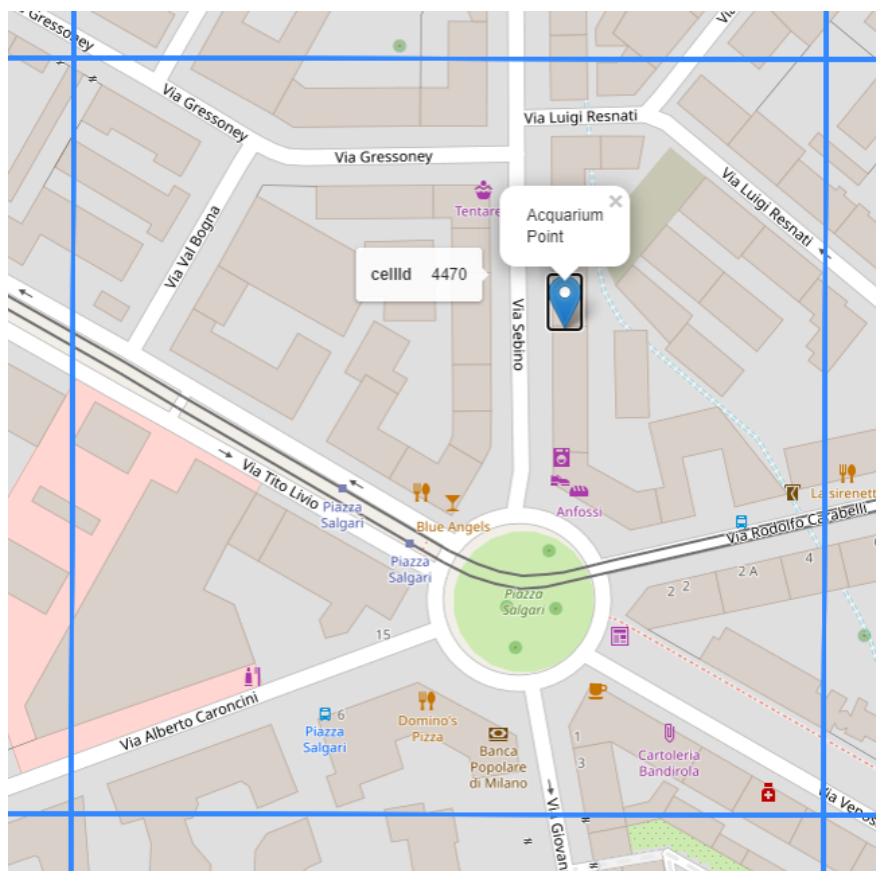 Gressoney
Via Gressoney
Via Gressoney
Via Luigi Resnati
Via Luigi Resnati
Via Val Bogna
Tentare
Acquarium
Point
×
cellId 4470
Via Sebino
Via Tito Livio
Piazza
Salgari
Blue Angels
Anfossi
Piazza
Salgari
La sirenett
Via Rodolfo Carabelli
Piazza
Salgari
2 2
2 A
4
15
Via Alberto Caroncini
6
Piazza
Salgari
Domino's
Pizza
Banca
Popolare
di Milano
1
3
Cartoleria
Bandirola
Via Giovan
Via Venos